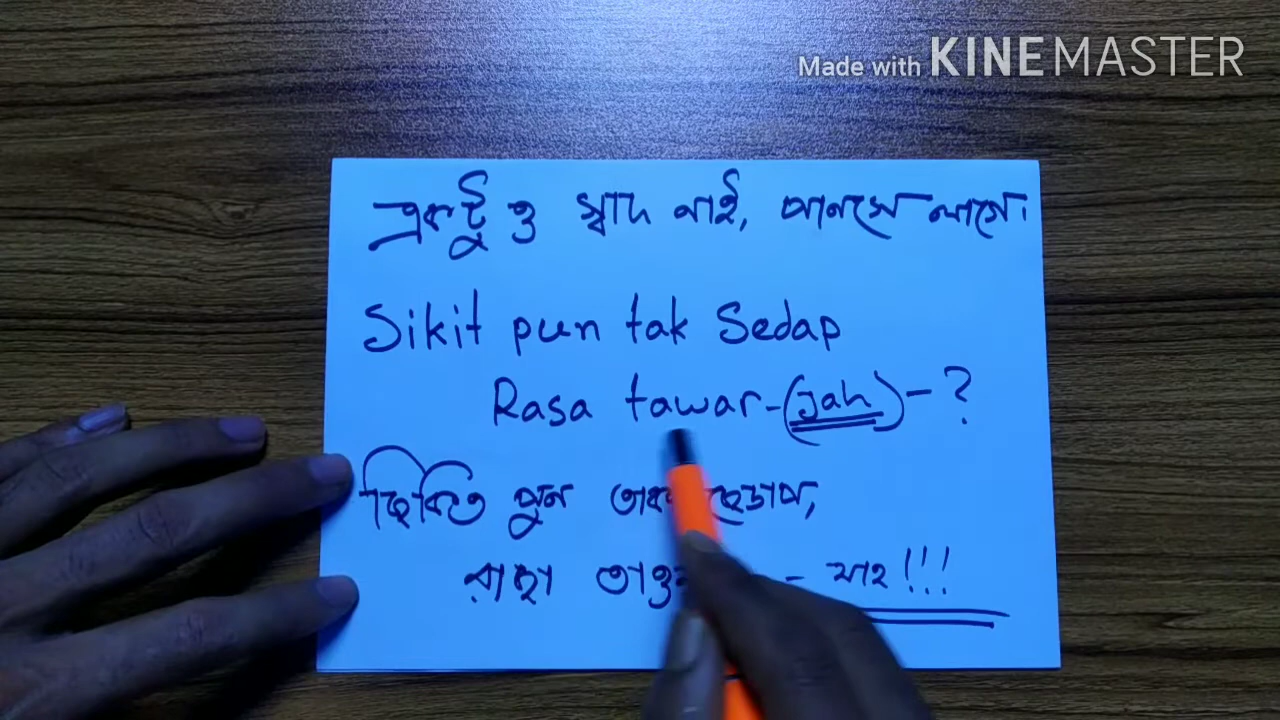 Made with KINEMASTER
একটু ও স্বাদ নাই, পানসে লাগে।
Sikit pun tak Sedap
Rasa tawar-(Jah)-?
ছিকিত পুন তাক ছেডাপ,
রাছা - যাহ!!!